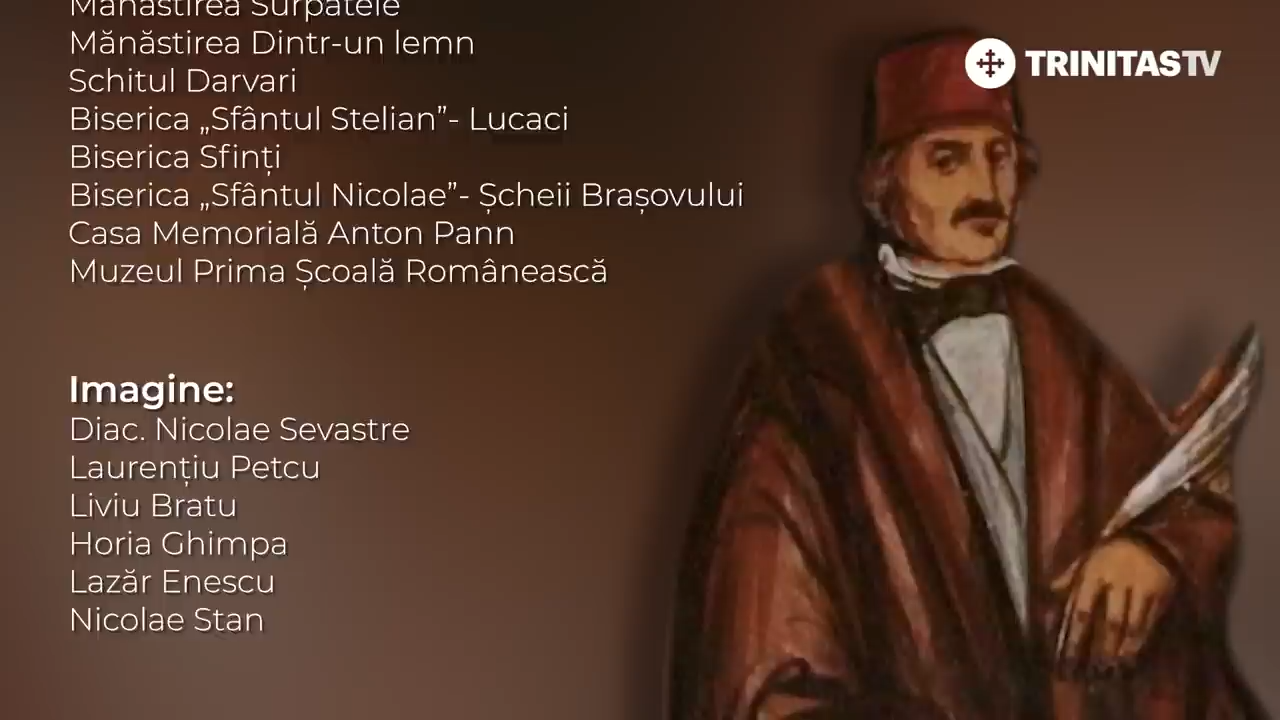 Mănăstirea Surpatele
Mănăstirea Dintr-un lemn
Schitul Darvari
Biserica „Sfântul Stelian”- Lucaci
Biserica Sfinți
Biserica „Sfântul Nicolae”- Șcheii Brașovului
Casa Memorială Anton Pann
Muzeul Prima Școală Românească
Imagine:
Diac. Nicolae Sevastre
Laurențiu Petcu
Liviu Bratu
Horia Ghimpa
Lazăr Enescu
Nicolae Stan
TRINITASTV